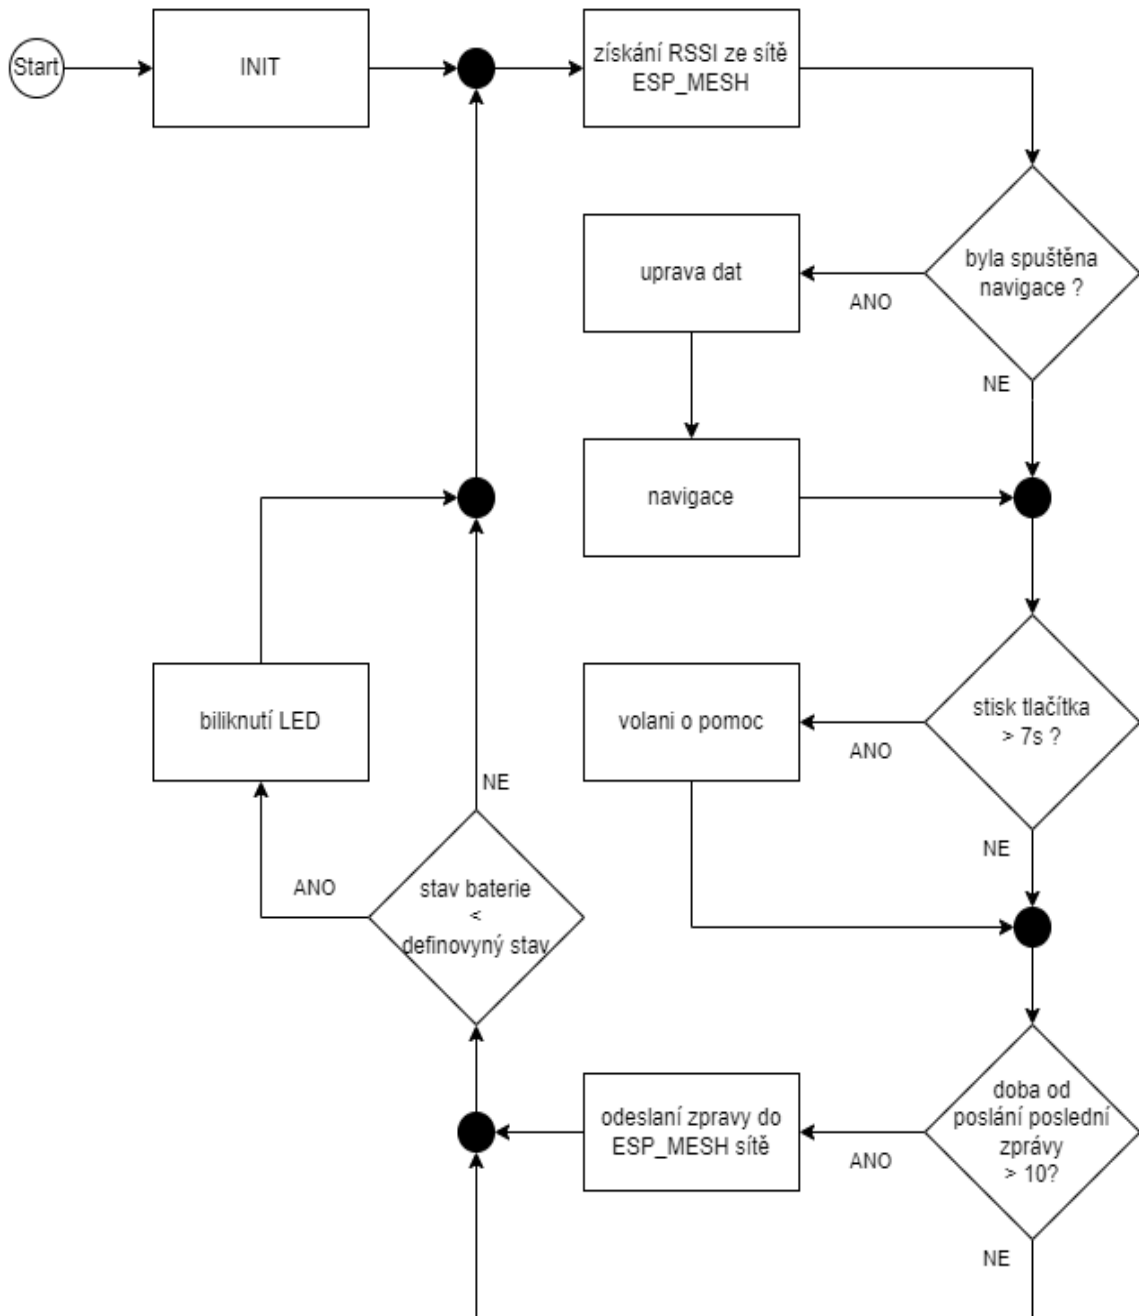 Start
INIT
získání RSSI ze sítě
ESP_MESH
byla spuštěna
navigace ?
ANO
NE
uprava dat
navigace
stisk tlačítka
> 7s ?
ANO
NE
volani o pomoc
doba od
poslání poslední
zprávy
> 10?
ANO
NE
odeslaní zpravy do
ESP_MESH sítě
stav baterie
<
definovyný stav
ANO
NE
biliknutí LED